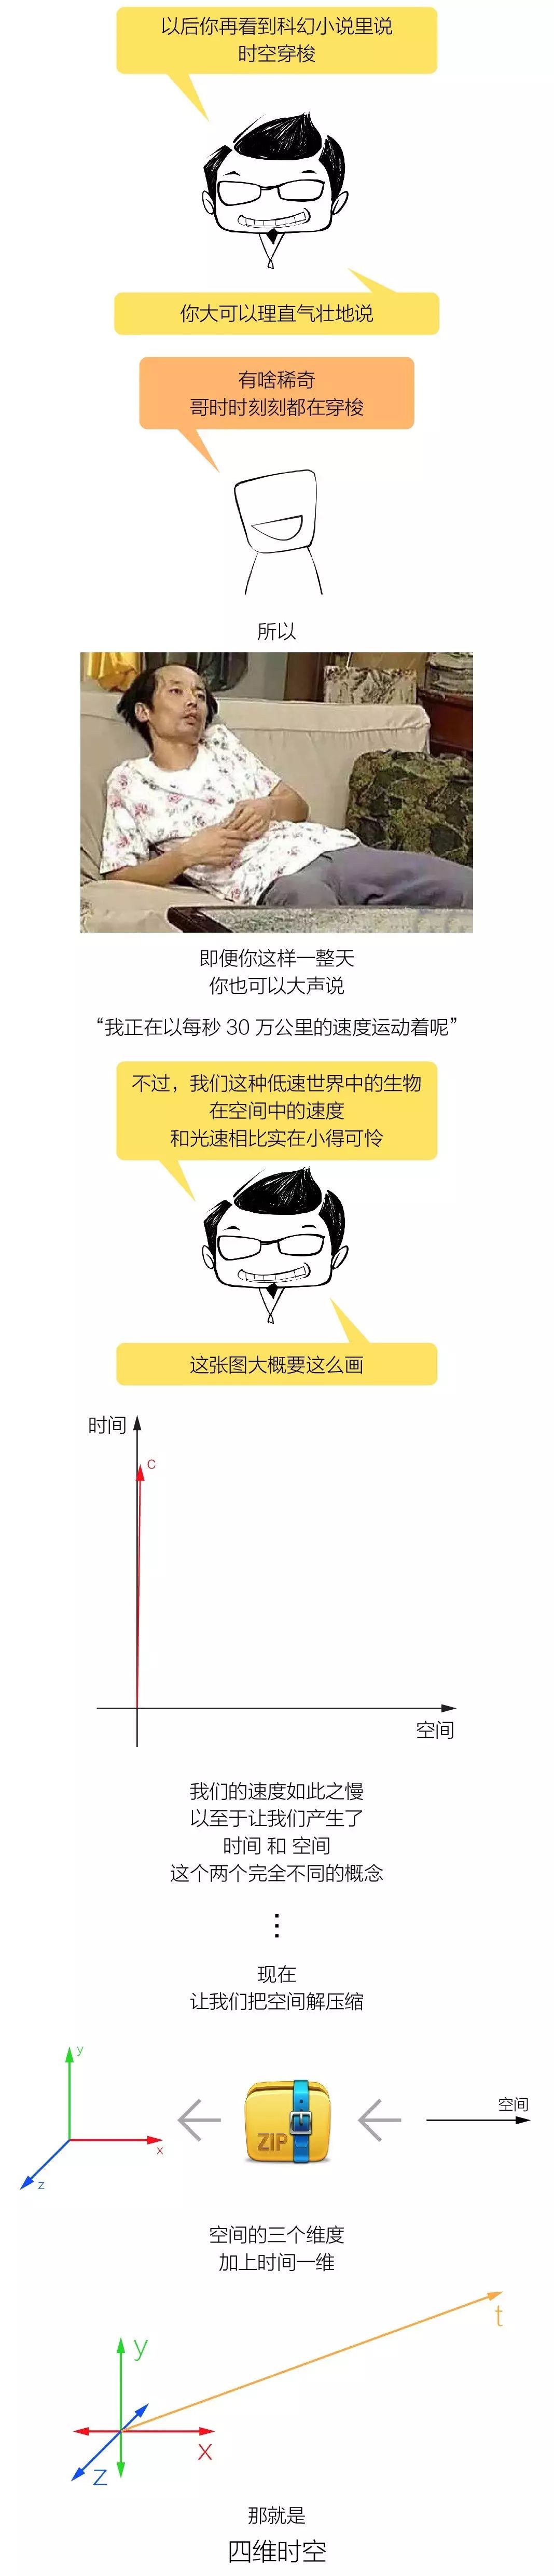 以后你再看到科幻小说里说
时空穿梭
你大可以理直气壮地说
有啥稀奇
哥时时刻刻都在穿梭
所以
即便你这样一整天
你也可以大声说
“我正在以每秒 30 万公里的速度运动着呢”
不过，我们这种低速世界中的生物
在空间中的速度
和光速相比实在小得可怜
这张图大概要这么画
时间
c
空间
我们的速度如此之慢
以至于让我们产生了
时间 和 空间
这个两个完全不同的概念
⋮
现在
让我们把空间解压缩
y
x
z
ZIP
空间
空间的三个维度
加上时间一维
t
y
x
z
那就是
四维时空